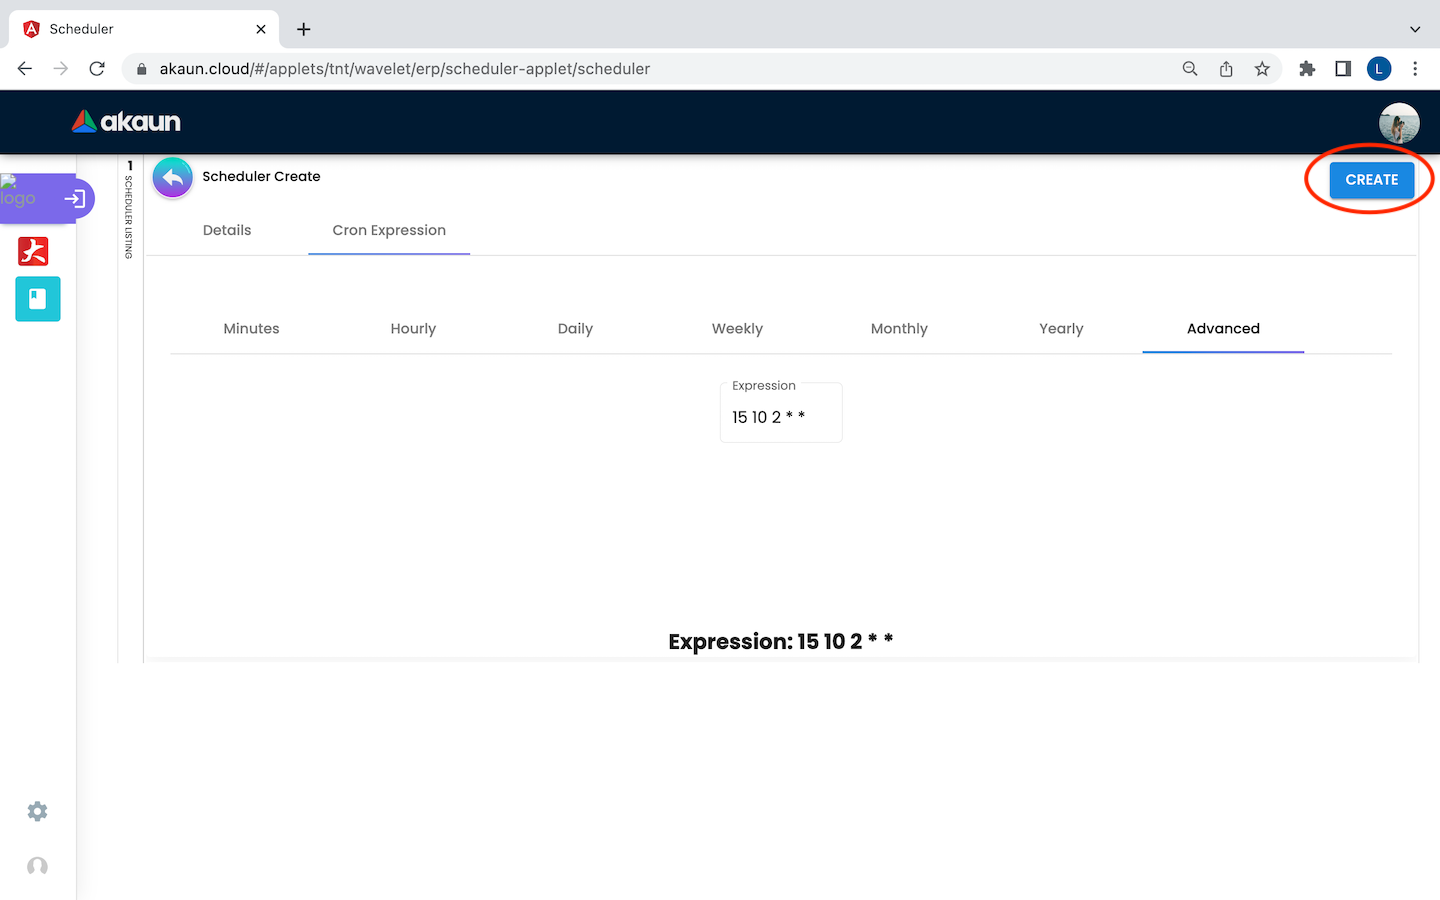 Scheduler
akaun.cloud/#/applets/tnt/wavelet/erp/scheduler-applet/scheduler
L
akaun
logo
1
SCHEDULER LISTING
Scheduler Create
CREATE
Details
Cron Expression
Minutes
Hourly
Daily
Weekly
Monthly
Yearly
Advanced
Expression
15 10 2 * *
Expression: 15 10 2 * *